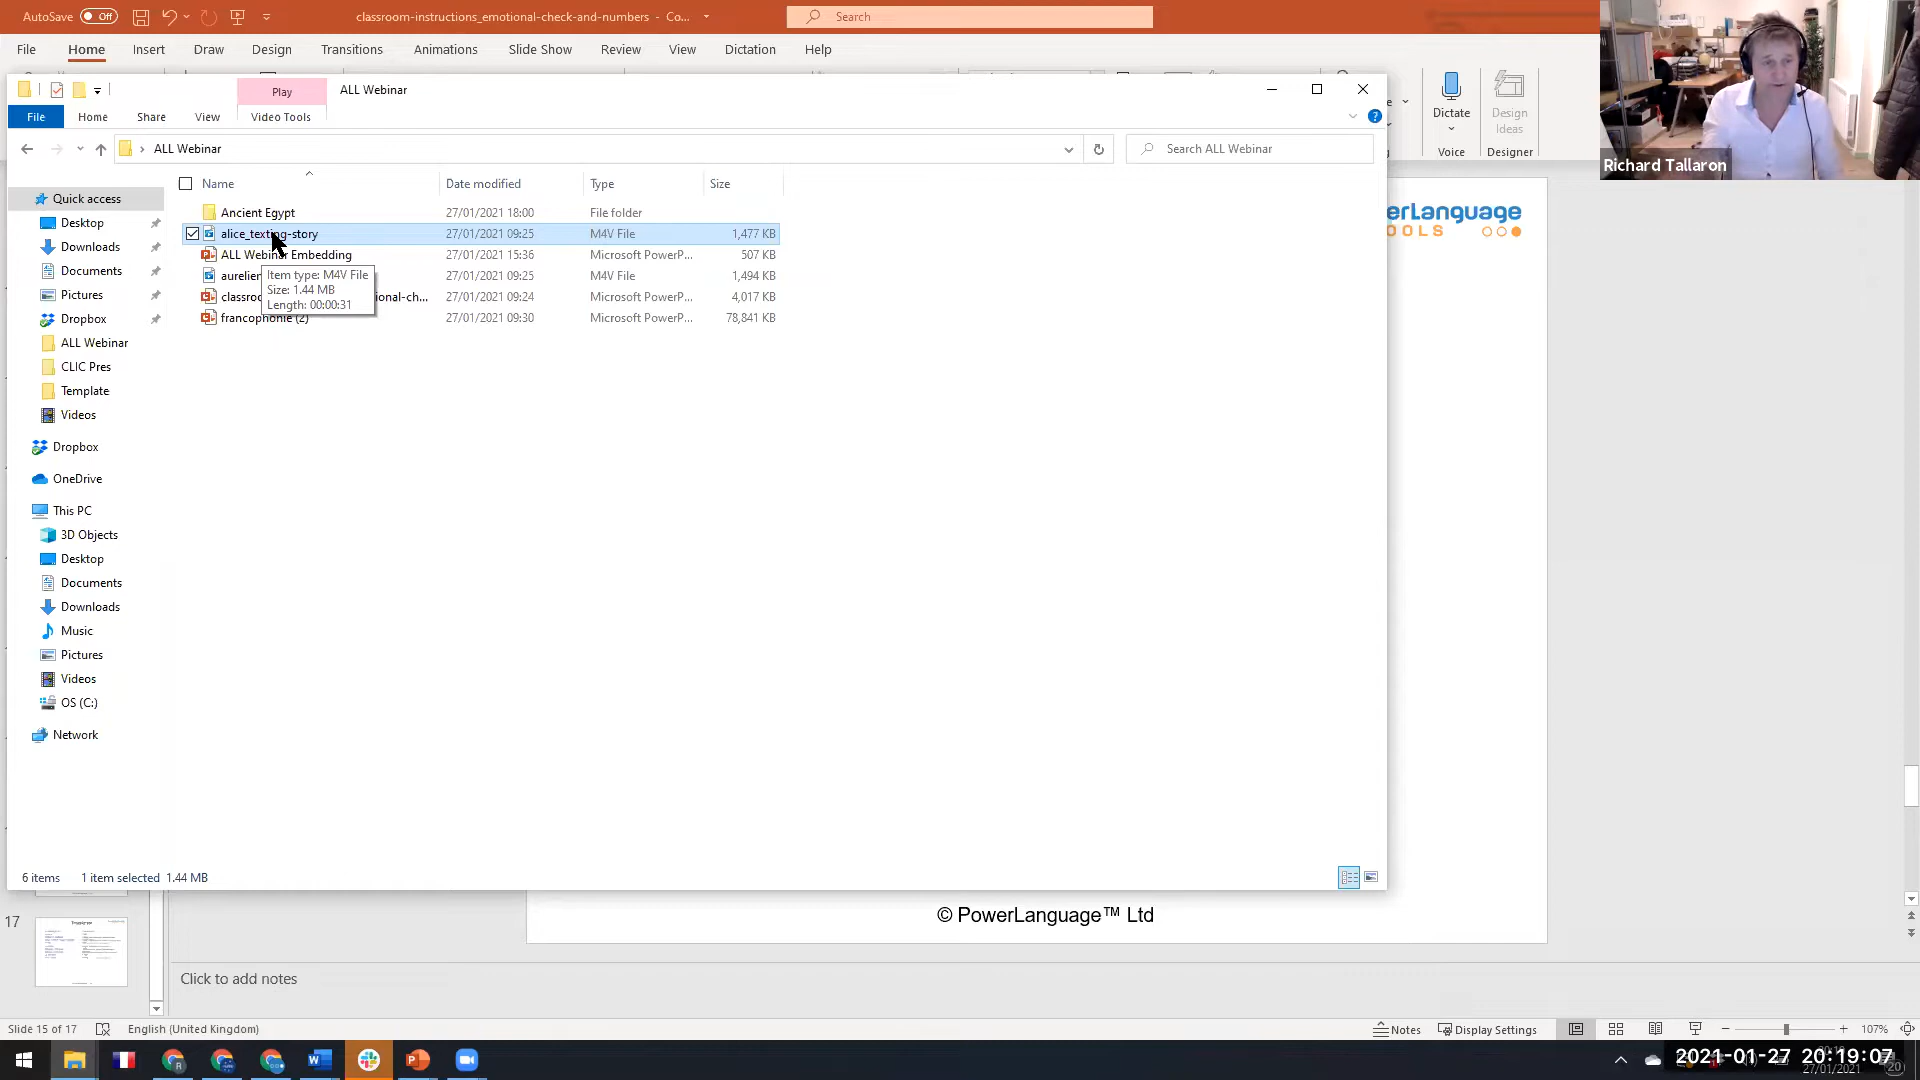 AutoSave Off classroom-instructions_emotional-check-and-numbers - Co... Search
File Home Insert Draw Design Transitions Animations Slide Show Review View Dictation Help
Play ALL Webinar
File Home Share View Video Tools
ALL Webinar Search ALL Webinar
Dictate Design Ideas
Voice Designer
Richard Tallaron
Name Date modified Type Size
Ancient Egypt 27/01/2021 18:00 File folder
alice_texting-story 27/01/2021 09:25 M4V File 1,477 KB
ALL Webinar Embedding 27/01/2021 15:36 Microsoft PowerP... 507 KB
aurelien 27/01/2021 09:25 M4V File 1,494 KB
classroo ional-ch... 27/01/2021 09:24 Microsoft PowerP... 4,017 KB
francophonie (2) 27/01/2021 09:30 Microsoft PowerP... 78,841 KB
Item type: M4V File
Size: 1.44 MB
Length: 00:00:31
Quick access
Desktop
Downloads
Documents
Pictures
Dropbox
ALL Webinar
CLIC Pres
Template
Videos
Dropbox
OneDrive
This PC
3D Objects
Desktop
Documents
Downloads
Music
Pictures
Videos
OS (C:)
Network
6 items 1 item selected 1.44 MB
erLanguage
OOLS
17
© PowerLanguage™ Ltd
Click to add notes
Slide 15 of 17 English (United Kingdom) Notes Display Settings 107%
2021-01-27 20:19:07
27/01/2021
20